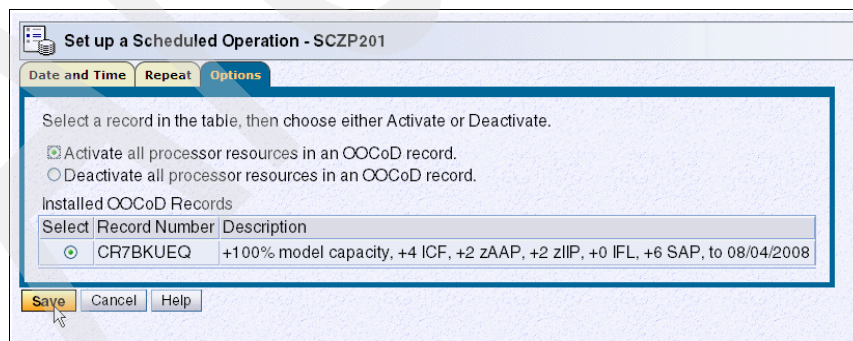 Set up a Scheduled Operation - SCZP201
Date and Time Repeat Options
Select a record in the table, then choose either Activate or Deactivate.
Activate all processor resources in an OOCoD record.
Deactivate all processor resources in an OOCoD record.
Installed OOCoD Records
Select Record Number Description
CR7BKUEQ +100% model capacity, +4 ICF, +2 zAAP, +2 zIIP, +0 IFL, +6 SAP, to 08/04/2008
Save Cancel Help